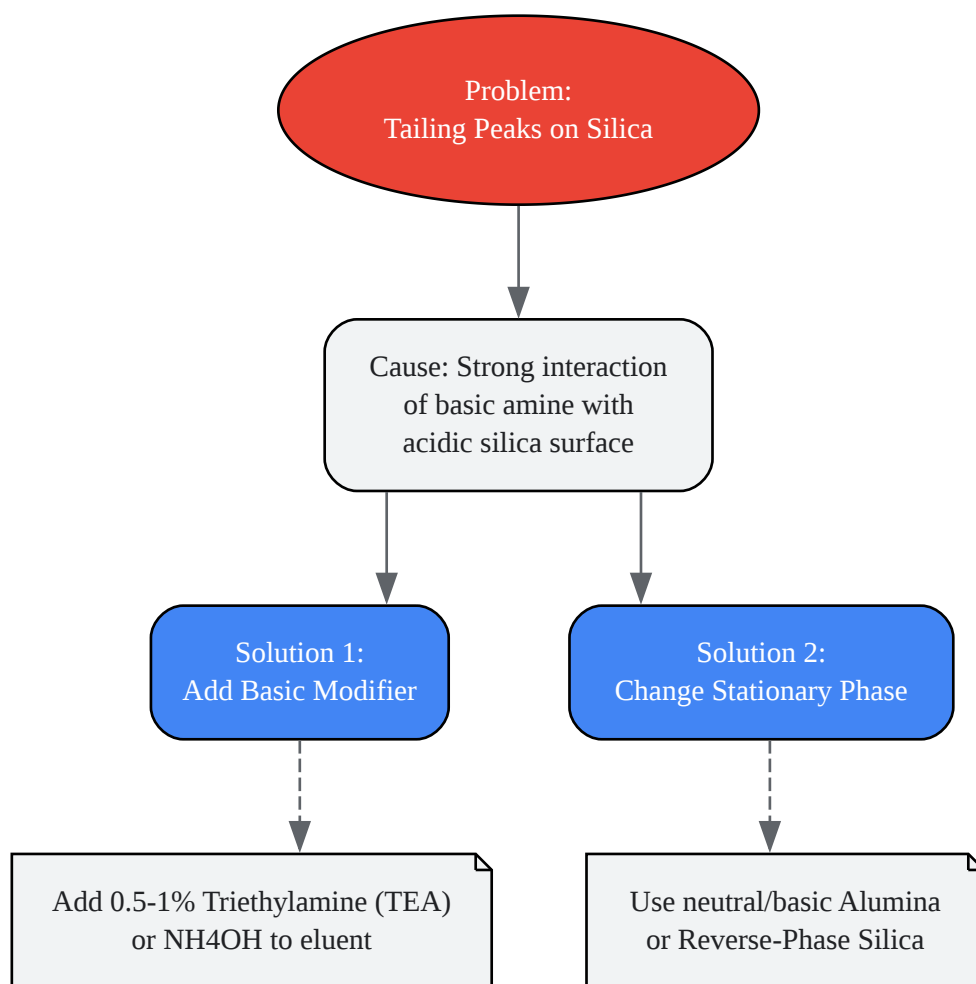 Problem:
Tailing Peaks on Silica
Cause: Strong interaction
of basic amine with
acidic silica surface
Solution 1:
Add Basic Modifier
Solution 2:
Change Stationary Phase
Add 0.5-1% Triethylamine (TEA)
or NH4OH to eluent
Use neutral/basic Alumina
or Reverse-Phase Silica